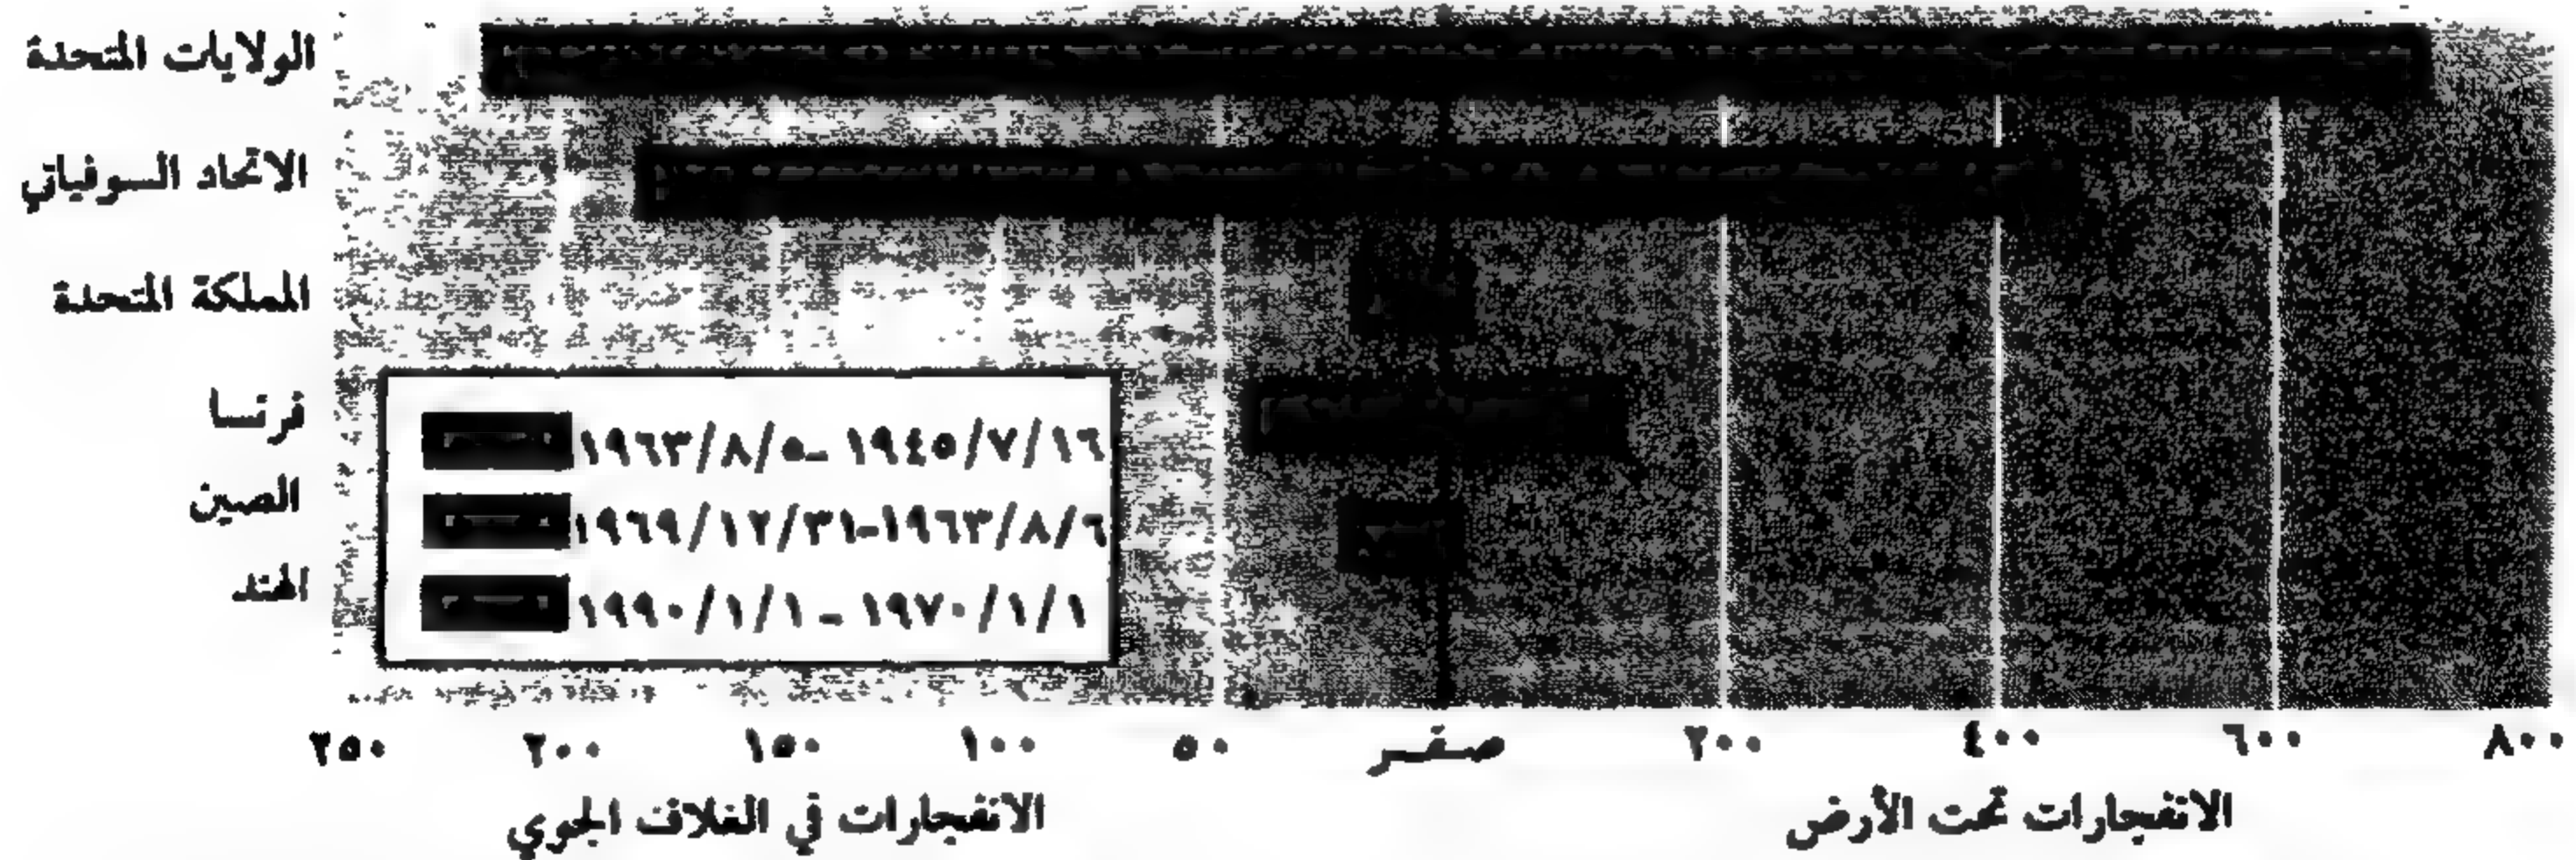 الولايات المتحدة
الاتحاد السوفياتي
المملكة المتحدة
فرنسا
الصين
الهند
١٩٤٥/٧/١٦ - ١٩٦٣/٨/٥
١٩٦٣/٨/٦-١٩٦٩/١٢/٣١
١٩٧٠/١/١ - ١٩٩٠/١/١
٢٥٠ ٢٠٠ ١٥٠ ١٠٠ ٥٠ صفر ٢٠٠ ٤٠٠ ٦٠٠ ٨٠٠
الانفجارات في الغلاف الجوي
الانفجارات تحت الأرض